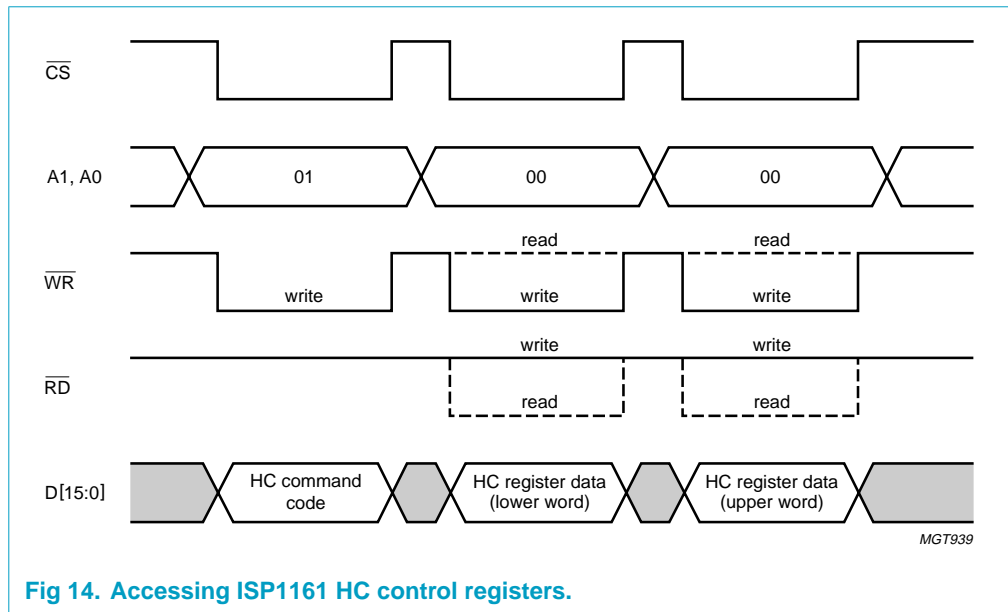 CS
A1, A0
01
00
00
read
read
WR
write
write
write
write
write
RD
read
read
D[15:0]
HC command
code
HC register data
(lower word)
HC register data
(upper word)
MGT939
Fig 14. Accessing ISP1161 HC control registers.